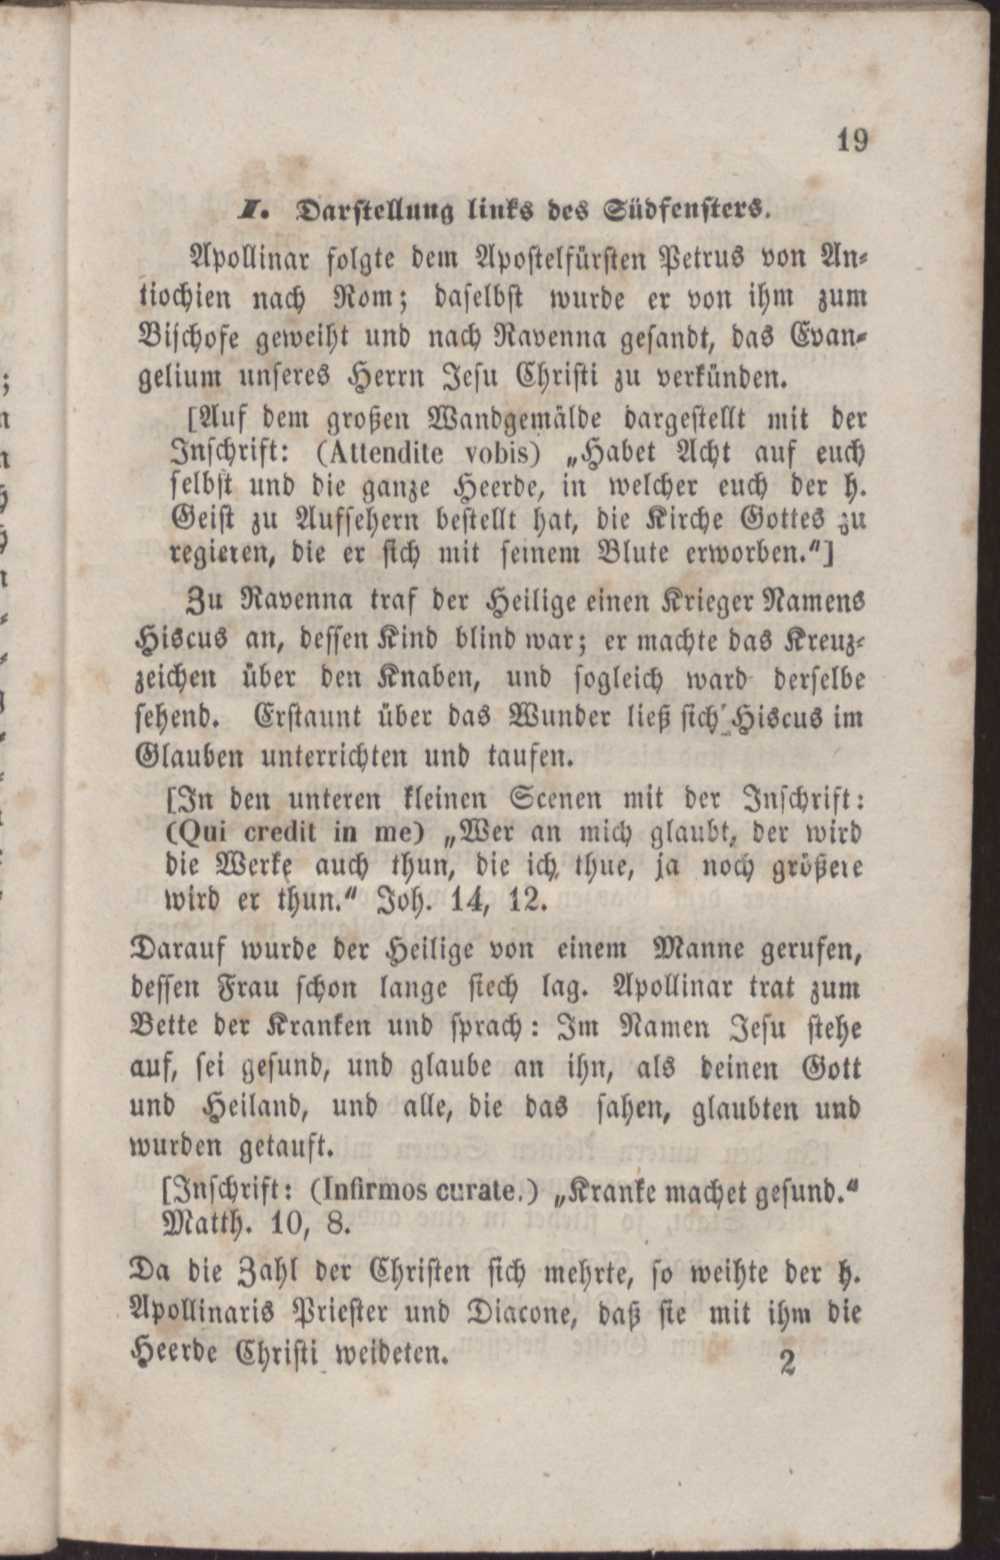 19
I. Darstellung links des Südfensters.
Apollinar folgte dem Apostelfürsten Petrus von An-
tiochien nach Rom; daselbst wurde er von ihm zum
Bischofe geweiht und nach Ravenna gesandt, das Evan-
gelium unseres Herrn Jesu Christi zu verkünden.
[Auf dem großen Wandgemälde dargestellt mit der
Inschrift: (Attendite vobis) „Habet Acht auf euch
selbst und die ganze Heerde, in welcher euch der h.
Geist zu Aufsehern bestellt hat, die Kirche Gottes zu
regieren, die er sich mit seinem Blute erworben."]
Zu Ravenna traf der Heilige einen Krieger Namens
Hiscus an, dessen Kind blind war; er machte das Kreuz-
zeichen über den Knaben, und sogleich ward derselbe
sehend. Erstaunt über das Wunder ließ sich Hiscus im
Glauben unterrichten und taufen.
[In den unteren kleinen Scenen mit der Inschrift:
(Qui credit in me) „Wer an mich glaubt, der wird
die Werke auch thun, die ich thue, ja noch größere
wird er thun." Joh. 14, 12.
Darauf wurde der Heilige von einem Manne gerufen,
dessen Frau schon lange siech lag. Apollinar trat zum
Bette der Kranken und sprach: Im Namen Jesu stehe
auf, sei gesund, und glaube an ihn, als deinen Gott
und Heiland, und alle, die das sahen, glaubten und
wurden getauft.
[Inschrift: (Infirmos curate.) „Kranke machet gesund."
Matth. 10, 8.
Da die Zahl der Christen sich mehrte, so weihte der h.
Apollinaris Priester und Diacone, daß sie mit ihm die
Heerde Christi weideten.
2